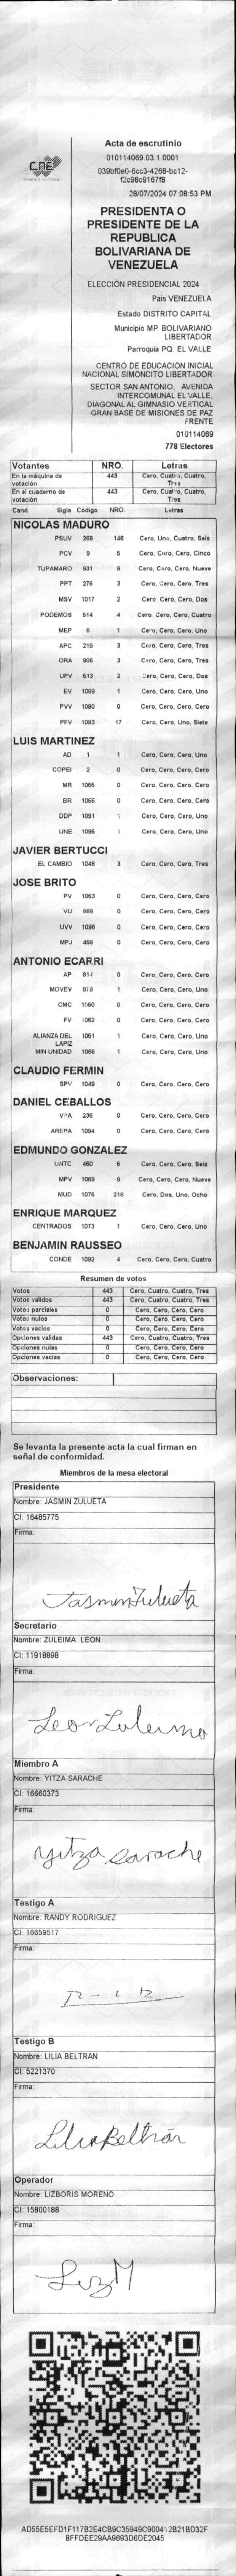 CNE
Acta de escrutinio
010114069.03.1.0001
039bf0e0-6cc3-4268-bc12-
f2c98c9167f8
28/07/2024 07:08:53 PM
PRESIDENTA O
PRESIDENTE DE LA
REPUBLICA
BOLIVARIANA DE
VENEZUELA
ELECCIÓN PRESIDENCIAL 2024
Pais VENEZUELA
Estado DISTRITO CAPITAL
Municipio MP. BOLIVARIANO
LIBERTADOR
Parroquia PQ. EL VALLE
CENTRO DE EDUCACION INICIAL
NACIONAL SIMONCITO LIBERTADOR
SECTOR SAN ANTONIO, AVENIDA
INTERCOMUNAL EL VALLE,
DIAGONAL AL GIMNASIO VERTICAL
GRAN BASE DE MISIONES DE PAZ
FRENTE
010114069
778 Electores
Votantes NRO. Letras
En la máquina de votación 443 Cero, Cuatro, Cuatro, Tres
En el cuaderno de votación 443 Cero, Cuatro, Cuatro, Tres
Cand. Sigla Código NRO. Letras
NICOLAS MADURO
PSUV 269 146 Cero, Uno, Cuatro, Seis
PCV 9 5 Cero, Cero, Cero, Cinco
TUPAMARO 931 9 Cero, Cero, Cero, Nueve
PPT 276 3 Cero, Cero, Cero, Tres
MSV 1017 2 Cero, Cero, Cero, Dos
PODEMOS 514 4 Cero, Cero, Cero, Cuatro
MEP 6 1 Cero, Cero, Cero, Uno
APC 219 3 Cero, Cero, Cero, Tres
ORA 906 3 Cero, Cero, Cero, Tres
UPV 513 2 Cero, Cero, Cero, Dos
EV 1089 1 Cero, Cero, Cero, Uno
PVV 1090 0 Cero, Cero, Cero, Cero
PFV 1093 17 Cero, Cero, Uno, Siete
LUIS MARTINEZ
AD 1 1 Cero, Cero, Cero, Uno
COPEI 2 0 Cero, Cero, Cero, Cero
MR 1065 0 Cero, Cero, Cero, Cero
BR 1066 0 Cero, Cero, Cero, Cero
DDP 1091 1 Cero, Cero, Cero, Uno
UNE 1095 1 Cero, Cero, Cero, Uno
JAVIER BERTUCCI
EL CAMBIO 1048 3 Cero, Cero, Cero, Tres
JOSE BRITO
PV 1053 0 Cero, Cero, Cero, Cero
VU 968 0 Cero, Cero, Cero, Cero
UVV 1096 0 Cero, Cero, Cero, Cero
MPJ 458 0 Cero, Cero, Cero, Cero
ANTONIO ECARRI
AP 814 0 Cero, Cero, Cero, Cero
MOVEV 878 1 Cero, Cero, Cero, Uno
CMC 1060 0 Cero, Cero, Cero, Cero
FV 1062 0 Cero, Cero, Cero, Cero
ALIANZA DEL LAPIZ 1051 1 Cero, Cero, Cero, Uno
MIN UNIDAD 1068 1 Cero, Cero, Cero, Uno
CLAUDIO FERMIN
SPV 1049 0 Cero, Cero, Cero, Cero
DANIEL CEBALLOS
VPA 236 0 Cero, Cero, Cero, Cero
AREPA 1094 0 Cero, Cero, Cero, Cero
EDMUNDO GONZALEZ
UNTC 460 6 Cero, Cero, Cero, Seis
MPV 1069 9 Cero, Cero, Cero, Nueve
MUD 1075 218 Cero, Dos, Uno, Ocho
ENRIQUE MARQUEZ
CENTRADOS 1073 1 Cero, Cero, Cero, Uno
BENJAMIN RAUSSEO
CONDE 1092 4 Cero, Cero, Cero, Cuatro
Resumen de votos
Votos 443 Cero, Cuatro, Cuatro, Tres
Votos validos 443 Cero, Cuatro, Cuatro, Tres
Votos parciales 0 Cero, Cero, Cero, Cero
Votos nulos 0 Cero, Cero, Cero, Cero
Votos vacios 0 Cero, Cero, Cero, Cero
Opciones validas 443 Cero, Cuatro, Cuatro, Tres
Opciones nulas 0 Cero, Cero, Cero, Cero
Opciones vacias 0 Cero, Cero, Cero, Cero
Observaciones:
Se levanta la presente acta la cual firman en
señal de conformidad.
Miembros de la mesa electoral
Presidente
Nombre: JASMIN ZULUETA
CI: 16485775
Firma:
Jasmin Zulueta
Secretario
Nombre: ZULEIMA LEON
CI: 11918898
Firma:
Leon Zuleima
Miembro A
Nombre: YITZA SARACHE
CI: 16660373
Firma:
Yitza Sarache
Testigo A
Nombre: RANDY RODRIGUEZ
CI: 16659517
Firma:
Testigo B
Nombre: LILIA BELTRAN
CI: 5221370
Firma:
Lilia Beltrán
Operador
Nombre: LIZBORIS MORENO
CI: 15800188
Firma:
Liz M